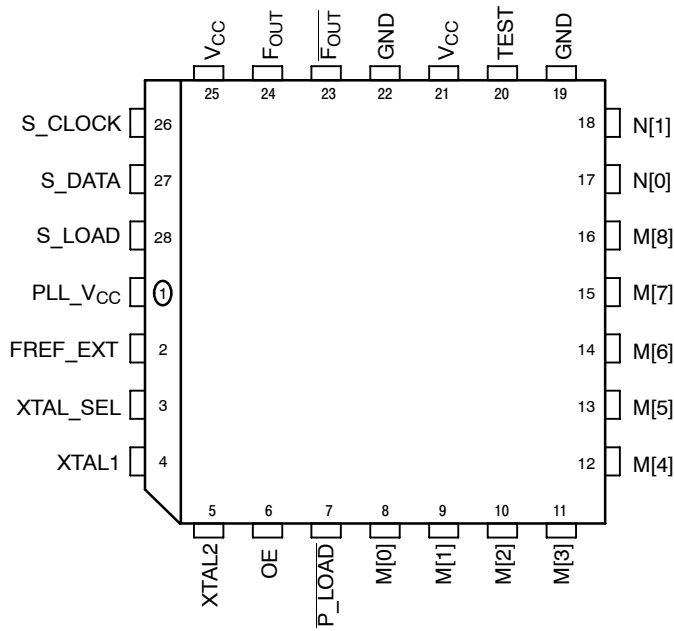 VCC FOUT F̅O̅U̅T̅ GND VCC TEST GND
25 24 23 22 21 20 19
S_CLOCK 26 18 N[1]
S_DATA 27 17 N[0]
S_LOAD 28 16 M[8]
PLL_VCC 1 15 M[7]
FREF_EXT 2 14 M[6]
XTAL_SEL 3 13 M[5]
XTAL1 4 12 M[4]
5 6 7 8 9 10 11
XTAL2 OE P̅_̅L̅O̅A̅D̅ M[0] M[1] M[2] M[3]